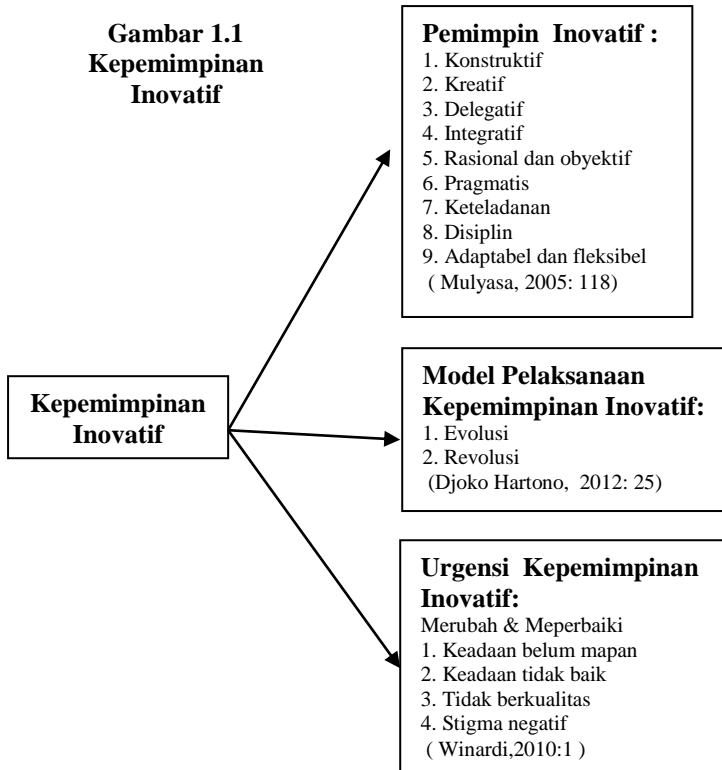 Gambar 1.1
Kepemimpinan
Inovatif
Pemimpin Inovatif :
1. Konstruktif
2. Kreatif
3. Delegatif
4. Integratif
5. Rasional dan obyektif
6. Pragmatis
7. Keteladanan
8. Disiplin
9. Adaptabel dan fleksibel
( Mulyasa, 2005: 118)
Kepemimpinan
Inovatif
Model Pelaksanaan
Kepemimpinan Inovatif:
1. Evolusi
2. Revolusi
(Djoko Hartono, 2012: 25)
Urgensi Kepemimpinan
Inovatif:
Merubah & Meperbaiki
1. Keadaan belum mapan
2. Keadaan tidak baik
3. Tidak berkualitas
4. Stigma negatif
( Winardi,2010:1 )